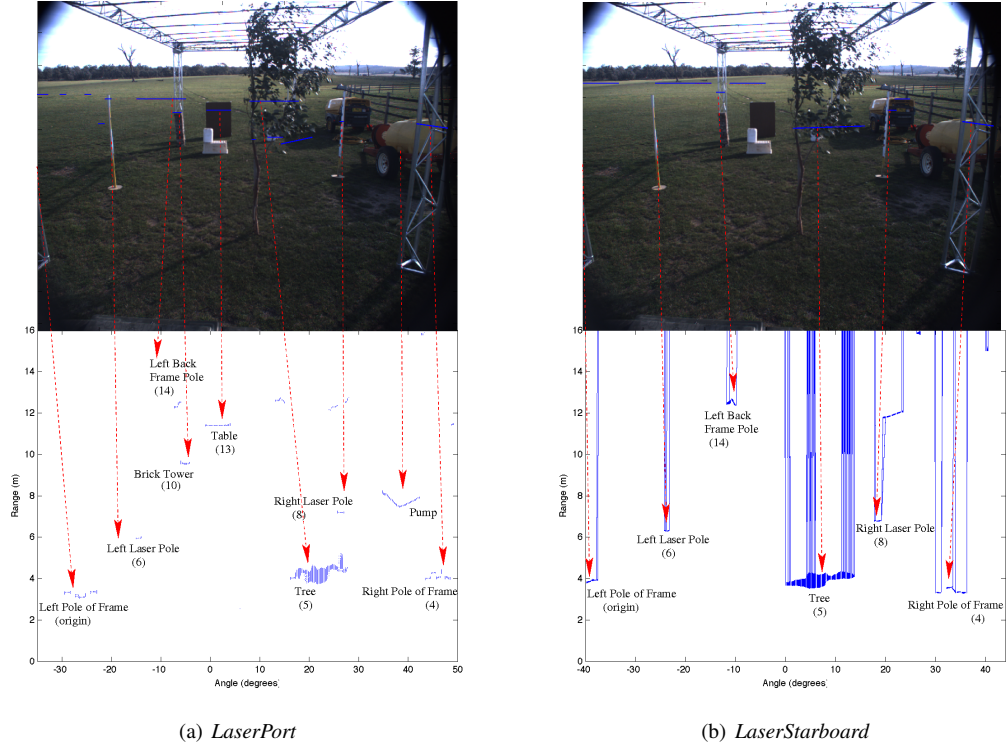 16
14
12
10
8
6
4
2
0
Range (m)
-30
-20
-10
0
10
20
30
40
50
Angle (degrees)
Left Back
Frame Pole
(14)
Table
(13)
Brick Tower
(10)
Right Laser Pole
(8)
Pump
Left Laser Pole
(6)
Tree
(5)
Right Pole of Frame
(4)
Left Pole of Frame
(origin)
(a) LaserPort
16
14
12
10
8
6
4
2
0
Range (m)
-40
-30
-20
-10
0
10
20
30
40
Angle (degrees)
Left Back
Frame Pole
(14)
Left Laser Pole
(6)
Right Laser Pole
(8)
Left Pole of Frame
(origin)
Tree
(5)
Right Pole of Frame
(4)
(b) LaserStarboard